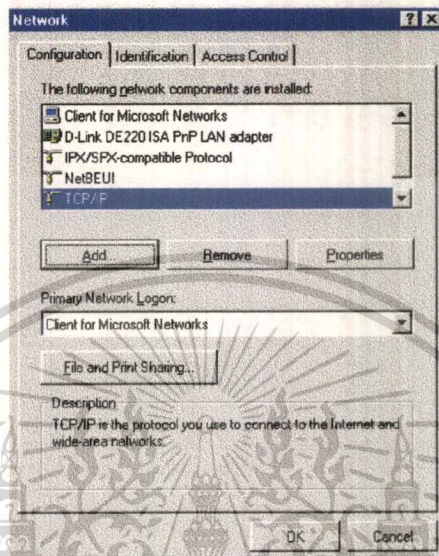 Network
Configuration Identification Access Control
The following network components are installed:
Client for Microsoft Networks
D-Link DE220 ISA PnP LAN adapter
IPX/SPX-compatible Protocol
NetBEUI
TCP/IP
Add...
Remove
Properties
Primary Network Logon:
Client for Microsoft Networks
File and Print Sharing...
Description
TCP/IP is the protocol you use to connect to the Internet and
wide-area networks.
OK
Cancel